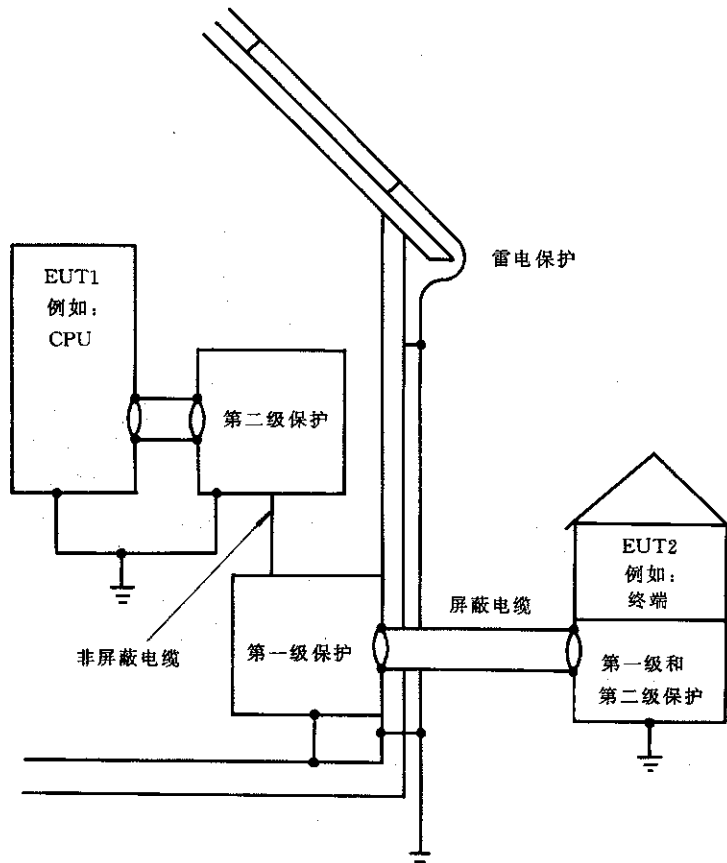 雷电保护
EUT1
例如：
CPU
第二级保护
EUT2
例如：
终端
屏蔽电缆
非屏蔽电缆
第一级保护
第一级和
第二级保护